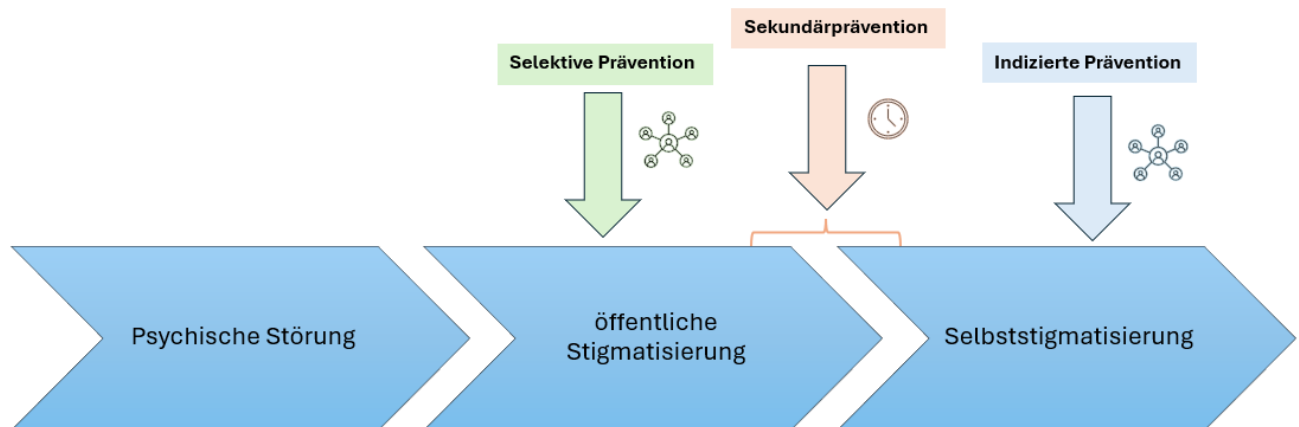 Sekundärprävention
Selektive Prävention
Indizierte Prävention
Psychische Störung
öffentliche
Stigmatisierung
Selbststigmatisierung